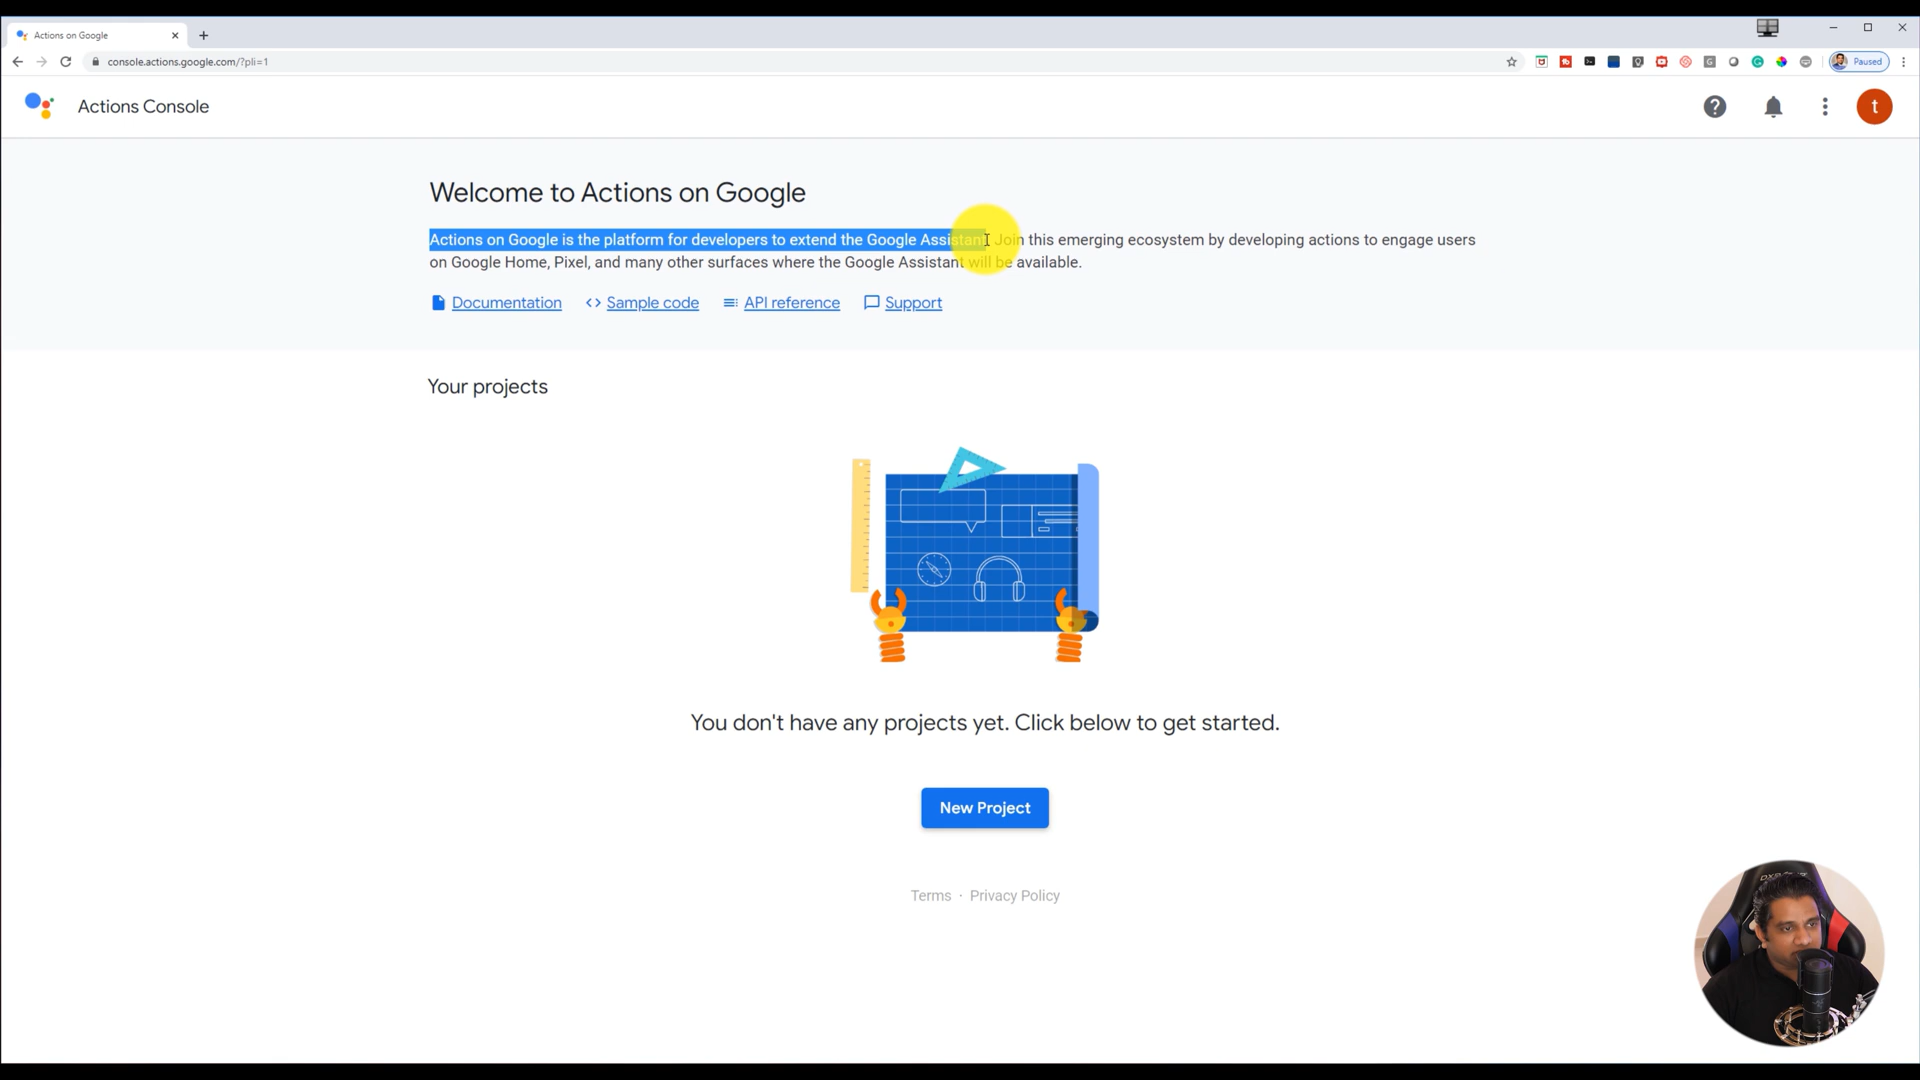 Actions on Google
console.actions.google.com/?pli=1
Paused
Actions Console
t
Welcome to Actions on Google
Actions on Google is the platform for developers to extend the Google Assistant. Join this emerging ecosystem by developing actions to engage users
on Google Home, Pixel, and many other surfaces where the Google Assistant will be available.
Documentation
Sample code
API reference
Support
Your projects
You don't have any projects yet. Click below to get started.
New Project
Terms · Privacy Policy